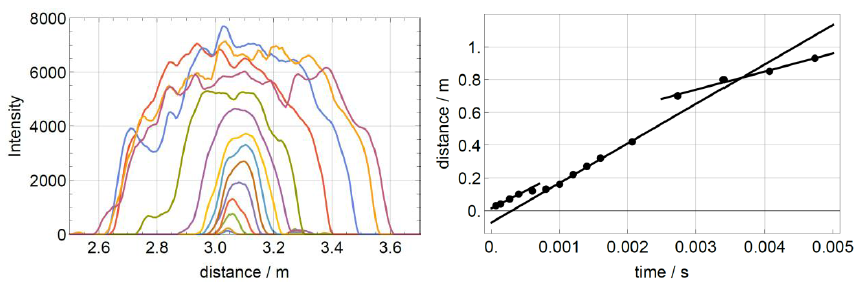 8000
6000
4000
2000
0
Intensity
2.6 2.8 3.0 3.2 3.4 3.6
distance / m
1.
0.8
0.6
0.4
0.2
0.
distance / m
0. 0.001 0.002 0.003 0.004 0.005
time / s